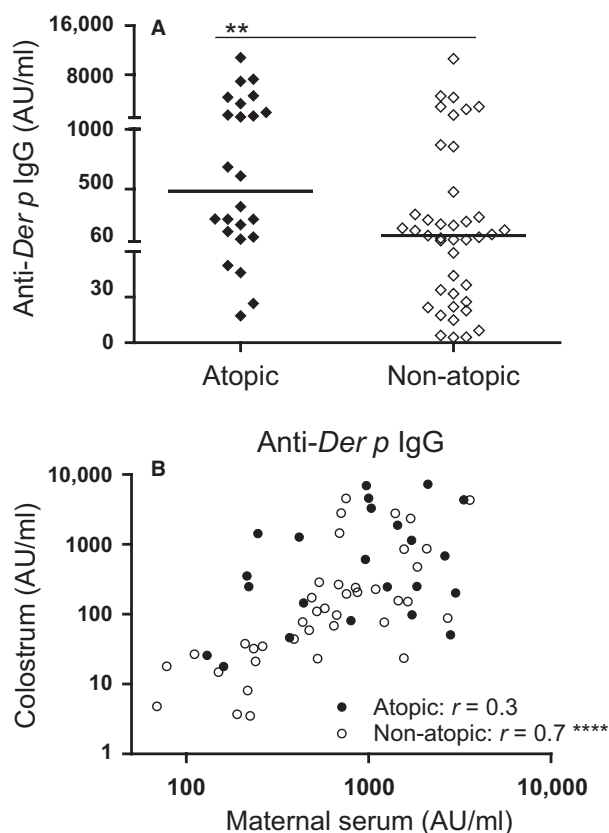 A
**
Anti-Der p IgG (AU/ml)
16,000
8000
1000
500
60
30
0
Atopic
Non-atopic
Anti-Der p IgG
B
Colostrum (AU/ml)
10,000
1000
100
10
1
Atopic: r = 0.3
Non-atopic: r = 0.7 ****
100
1000
10,000
Maternal serum (AU/ml)